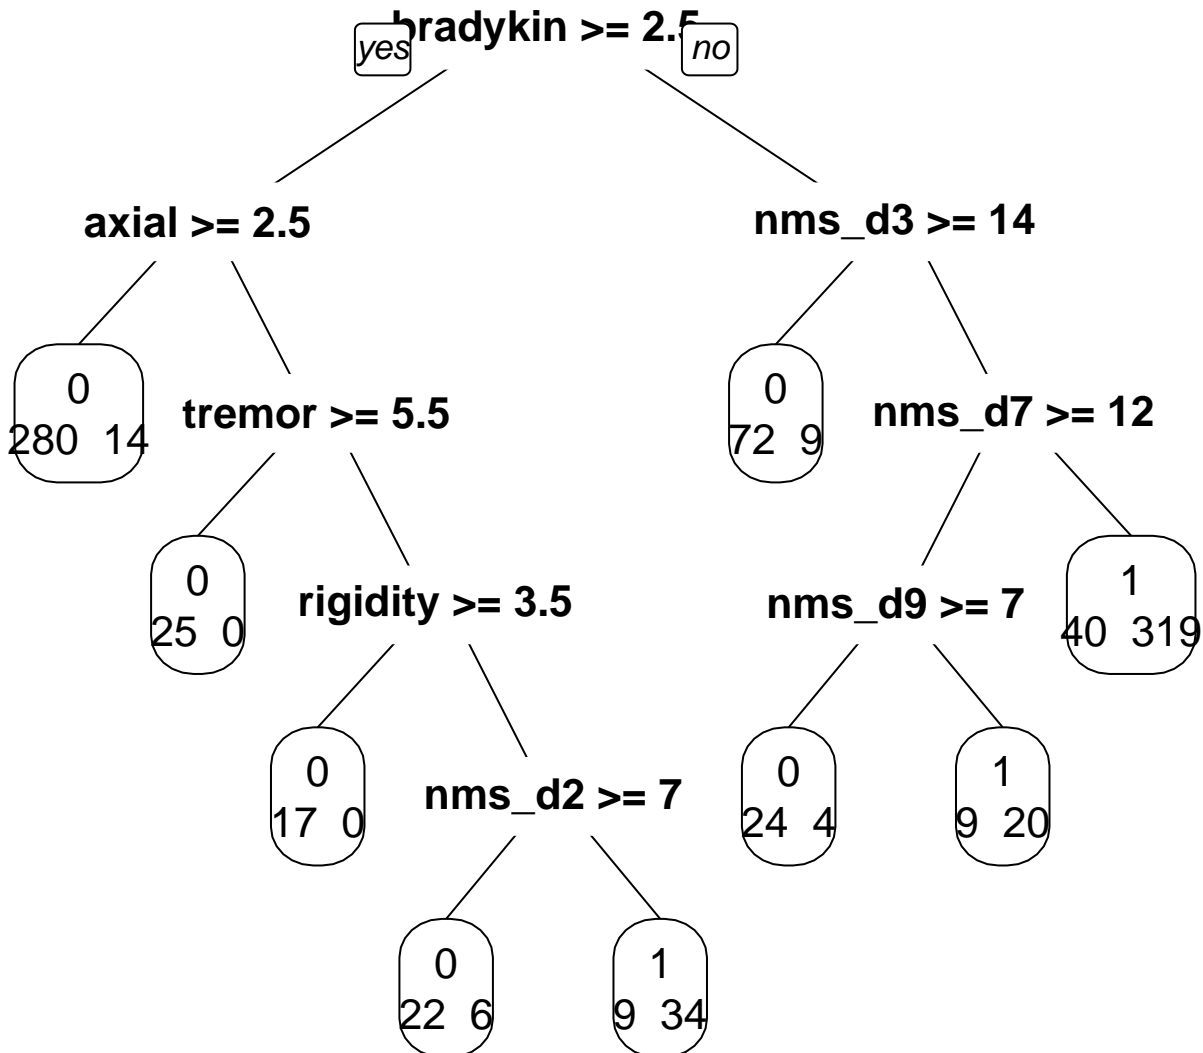 bradykin >= 2.5
yes no
axial >= 2.5
nms_d3 >= 14
0
280 14
tremor >= 5.5
0
72 9
nms_d7 >= 12
0
25 0
rigidity >= 3.5
nms_d9 >= 7
1
40 319
0
17 0
nms_d2 >= 7
0
24 4
1
9 20
0
22 6
1
9 34